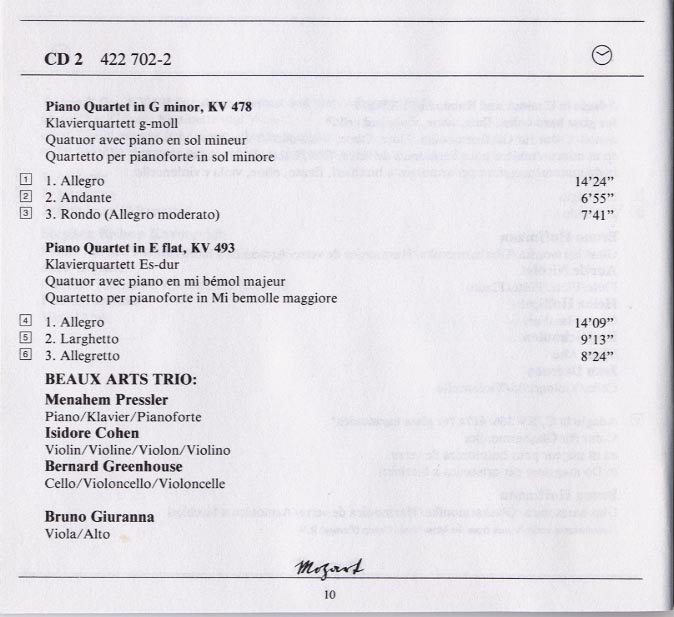 CD 2 422 702-2
Piano Quartet in G minor, KV 478
Klavierquartett g-moll
Quatuor avec piano en sol mineur
Quartetto per pianoforte in sol minore
1 1. Allegro 14'24”
2 2. Andante 6'55”
3 3. Rondo (Allegro moderato) 7'41”
Piano Quartet in E flat, KV 493
Klavierquartett Es-dur
Quatuor avec piano en mi bémol majeur
Quartetto per pianoforte in Mi bemolle maggiore
4 1. Allegro 14'09”
5 2. Larghetto 9'13”
6 3. Allegretto 8'24”
BEAUX ARTS TRIO:
Menahem Pressler
Piano/Klavier/Pianoforte
Isidore Cohen
Violin/Violine/Violon/Violino
Bernard Greenhouse
Cello/Violoncello/Violoncelle
Bruno Giuranna
Viola/Alto
Mozart
10